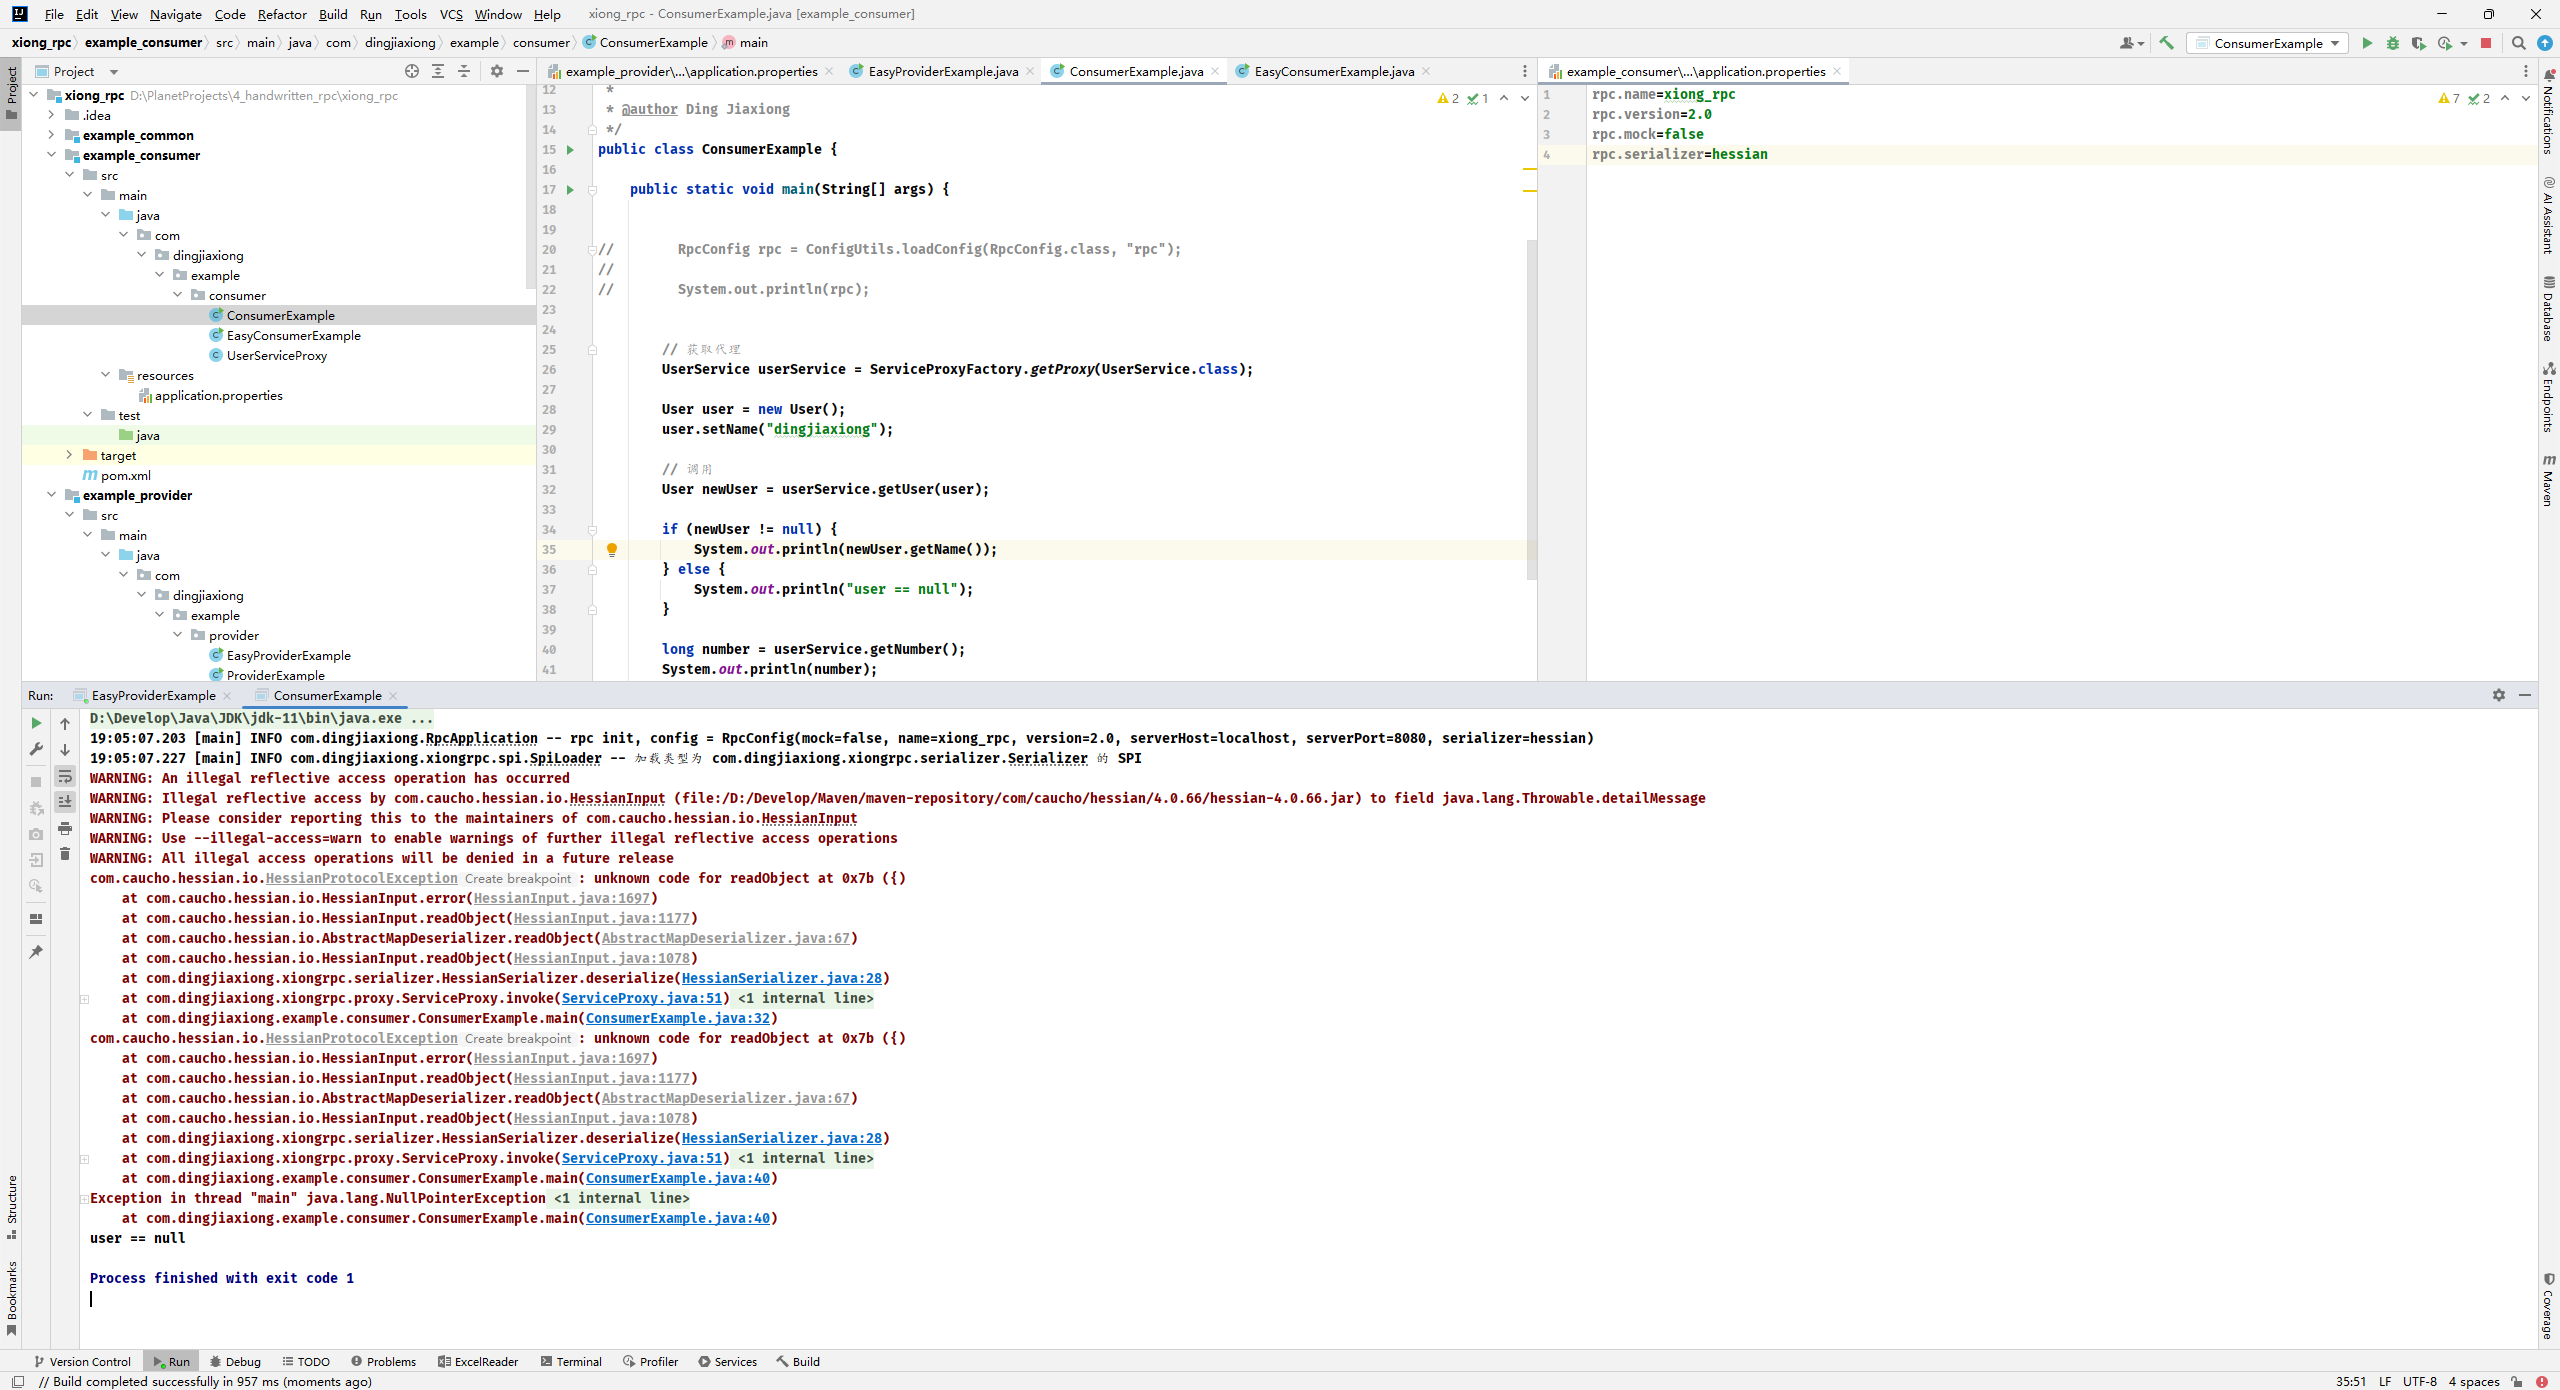 File Edit View Navigate Code Refactor Build Run Tools VCS Window Help xiong_rpc - ConsumerExample.java [example_consumer]
xiong_rpc example_consumer src main java com dingjiaxiong example consumer ConsumerExample main
ConsumerExample
Project
Project
xiong_rpc D:\PlanetProjects\4_handwritten_rpc\xiong_rpc
.idea
example_common
example_consumer
src
main
java
com
dingjiaxiong
example
consumer
ConsumerExample
EasyConsumerExample
UserServiceProxy
resources
application.properties
test
java
target
pom.xml
example_provider
src
main
java
com
dingjiaxiong
example
provider
EasyProviderExample
ProviderExample
example_provider\...\application.properties EasyProviderExample.java ConsumerExample.java EasyConsumerExample.java
2 1
12 *
13 * @author Ding Jiaxiong
14 */
15 public class ConsumerExample {
16
17 public static void main(String[] args) {
18
19
20 // RpcConfig rpc = ConfigUtils.loadConfig(RpcConfig.class, "rpc");
21 //
22 // System.out.println(rpc);
23
24
25 // 获取代理
26 UserService userService = ServiceProxyFactory.getProxy(UserService.class);
27
28 User user = new User();
29 user.setName("dingjiaxiong");
30
31 // 调用
32 User newUser = userService.getUser(user);
33
34 if (newUser != null) {
35 System.out.println(newUser.getName());
36 } else {
37 System.out.println("user == null");
38 }
39
40 long number = userService.getNumber();
41 System.out.println(number);
example_consumer\...\application.properties
7 2
1 rpc.name=xiong_rpc
2 rpc.version=2.0
3 rpc.mock=false
4 rpc.serializer=hessian
Notifications
AI Assistant
Database
Endpoints
m Maven
Coverage
Structure
Bookmarks
Run: EasyProviderExample ConsumerExample
D:\Develop\Java\JDK\jdk-11\bin\java.exe ...
19:05:07.203 [main] INFO com.dingjiaxiong.RpcApplication -- rpc init, config = RpcConfig(mock=false, name=xiong_rpc, version=2.0, serverHost=localhost, serverPort=8080, serializer=hessian)
19:05:07.227 [main] INFO com.dingjiaxiong.xiongrpc.spi.SpiLoader -- 加载类型为 com.dingjiaxiong.xiongrpc.serializer.Serializer 的 SPI
WARNING: An illegal reflective access operation has occurred
WARNING: Illegal reflective access by com.caucho.hessian.io.HessianInput (file:/D:/Develop/Maven/maven-repository/com/caucho/hessian/4.0.66/hessian-4.0.66.jar) to field java.lang.Throwable.detailMessage
WARNING: Please consider reporting this to the maintainers of com.caucho.hessian.io.HessianInput
WARNING: Use --illegal-access=warn to enable warnings of further illegal reflective access operations
WARNING: All illegal access operations will be denied in a future release
com.caucho.hessian.io.HessianProtocolException Create breakpoint : unknown code for readObject at 0x7b ({)
at com.caucho.hessian.io.HessianInput.error(HessianInput.java:1697)
at com.caucho.hessian.io.HessianInput.readObject(HessianInput.java:1177)
at com.caucho.hessian.io.AbstractMapDeserializer.readObject(AbstractMapDeserializer.java:67)
at com.caucho.hessian.io.HessianInput.readObject(HessianInput.java:1078)
at com.dingjiaxiong.xiongrpc.serializer.HessianSerializer.deserialize(HessianSerializer.java:28)
at com.dingjiaxiong.xiongrpc.proxy.ServiceProxy.invoke(ServiceProxy.java:51) <1 internal line>
at com.dingjiaxiong.example.consumer.ConsumerExample.main(ConsumerExample.java:32)
com.caucho.hessian.io.HessianProtocolException Create breakpoint : unknown code for readObject at 0x7b ({)
at com.caucho.hessian.io.HessianInput.error(HessianInput.java:1697)
at com.caucho.hessian.io.HessianInput.readObject(HessianInput.java:1177)
at com.caucho.hessian.io.AbstractMapDeserializer.readObject(AbstractMapDeserializer.java:67)
at com.caucho.hessian.io.HessianInput.readObject(HessianInput.java:1078)
at com.dingjiaxiong.xiongrpc.serializer.HessianSerializer.deserialize(HessianSerializer.java:28)
at com.dingjiaxiong.xiongrpc.proxy.ServiceProxy.invoke(ServiceProxy.java:51) <1 internal line>
at com.dingjiaxiong.example.consumer.ConsumerExample.main(ConsumerExample.java:40)
Exception in thread "main" java.lang.NullPointerException <1 internal line>
at com.dingjiaxiong.example.consumer.ConsumerExample.main(ConsumerExample.java:40)
user == null
Process finished with exit code 1
Version Control Run Debug TODO Problems ExcelReader Terminal Profiler Services Build
// Build completed successfully in 957 ms (moments ago) 35:51 LF UTF-8 4 spaces